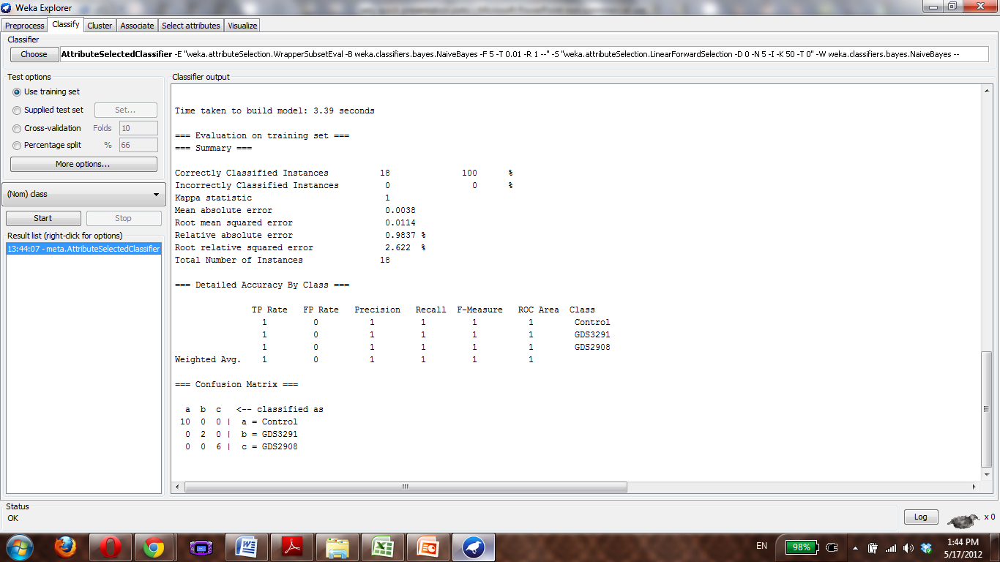 Weka Explorer
Preprocess Classify Cluster Associate Select attributes Visualize
Classifier
Choose AttributeSelectedClassifier -E "weka.attributeSelection.WrapperSubsetEval -B weka.classifiers.bayes.NaiveBayes -F 5 -T 0.01 -R 1 --" -S "weka.attributeSelection.LinearForwardSelection -D 0 -N 5 -I -K 50 -T 0" -W weka.classifiers.bayes.NaiveBayes --
Test options
Use training set
Supplied test set Set...
Cross-validation Folds 10
Percentage split % 66
More options...
(Nom) class
Start Stop
Result list (right-click for options)
13:44:07 - meta.AttributeSelectedClassifier
Classifier output
Time taken to build model: 3.39 seconds
=== Evaluation on training set ===
=== Summary ===
Correctly Classified Instances 18 100 %
Incorrectly Classified Instances 0 0 %
Kappa statistic 1
Mean absolute error 0.0038
Root mean squared error 0.0114
Relative absolute error 0.9837 %
Root relative squared error 2.622 %
Total Number of Instances 18
=== Detailed Accuracy By Class ===
TP Rate FP Rate Precision Recall F-Measure ROC Area Class
1 0 1 1 1 1 Control
1 0 1 1 1 1 GDS3291
1 0 1 1 1 1 GDS2908
Weighted Avg. 1 0 1 1 1 1
=== Confusion Matrix ===
a b c <-- classified as
10 0 0 | a = Control
0 2 0 | b = GDS3291
0 0 6 | c = GDS2908
Status
OK
Log x 0
EN 98% 1:44 PM
5/17/2012